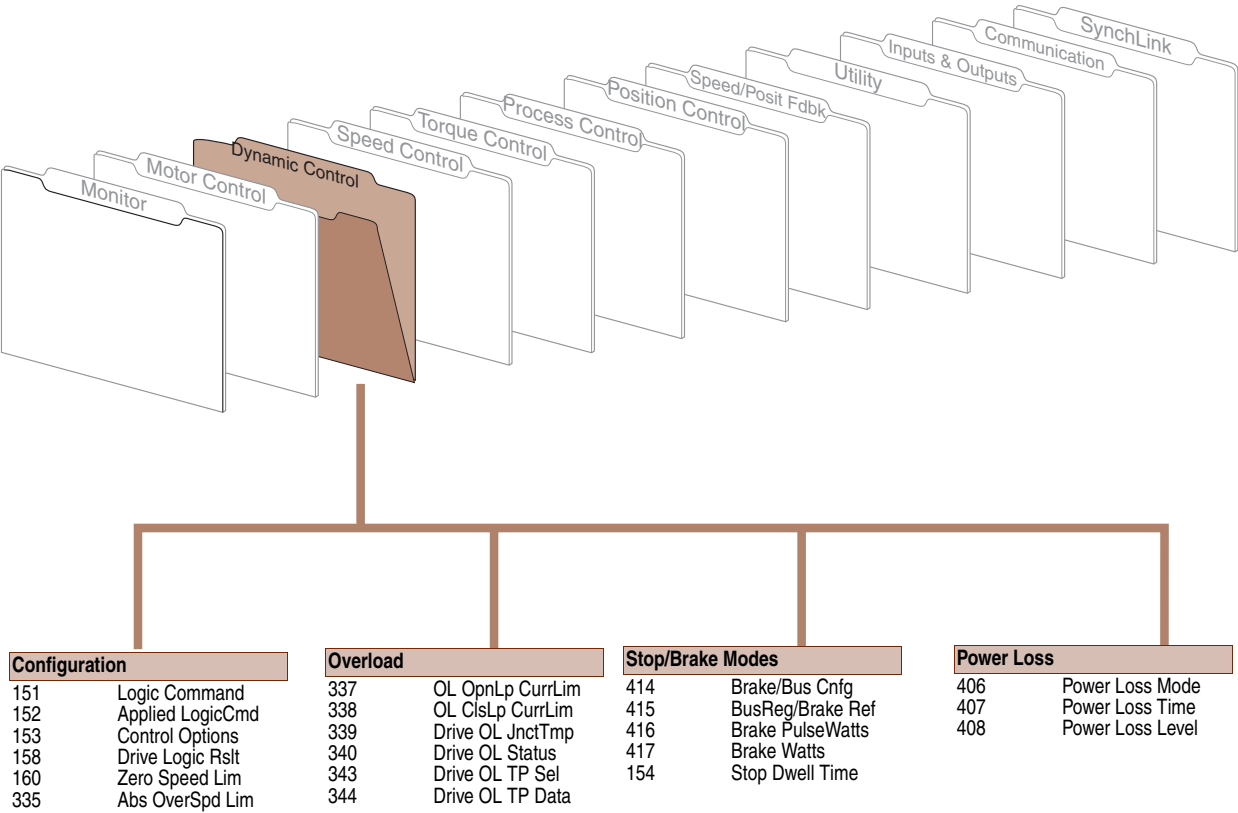 SynchLink
Communication
Inputs & Outputs
Utility
Speed/Posit Fdbk
Position Control
Process Control
Torque Control
Speed Control
Dynamic Control
Motor Control
Monitor
Configuration
151 Logic Command
152 Applied LogicCmd
153 Control Options
158 Drive Logic Rslt
160 Zero Speed Lim
335 Abs OverSpd Lim
Overload
337 OL OpnLp CurrLim
338 OL ClsLp CurrLim
339 Drive OL JnctTmp
340 Drive OL Status
343 Drive OL TP Sel
344 Drive OL TP Data
Stop/Brake Modes
414 Brake/Bus Cnfg
415 BusReg/Brake Ref
416 Brake PulseWatts
417 Brake Watts
154 Stop Dwell Time
Power Loss
406 Power Loss Mode
407 Power Loss Time
408 Power Loss Level